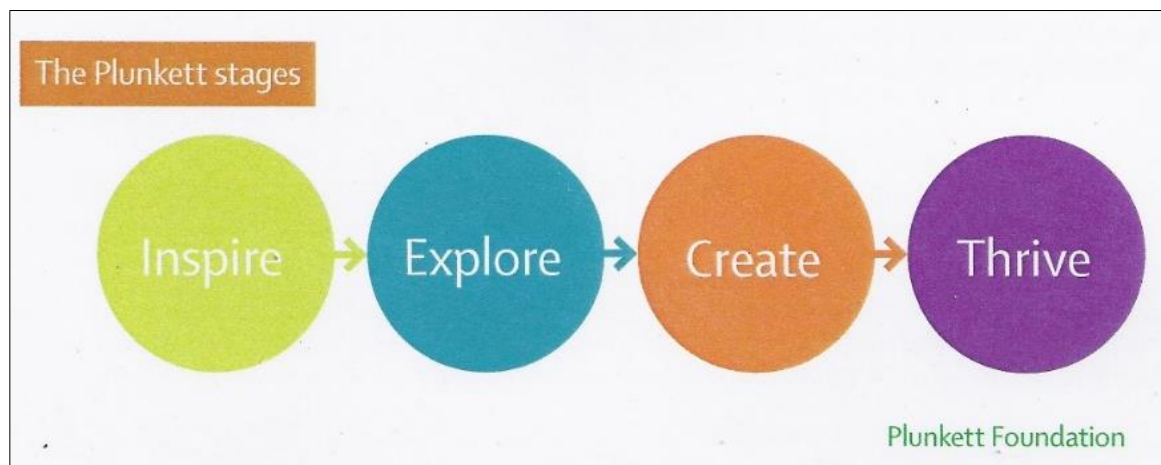 The Plunkett stages
Inspire
Explore
Create
Thrive
Plunkett Foundation